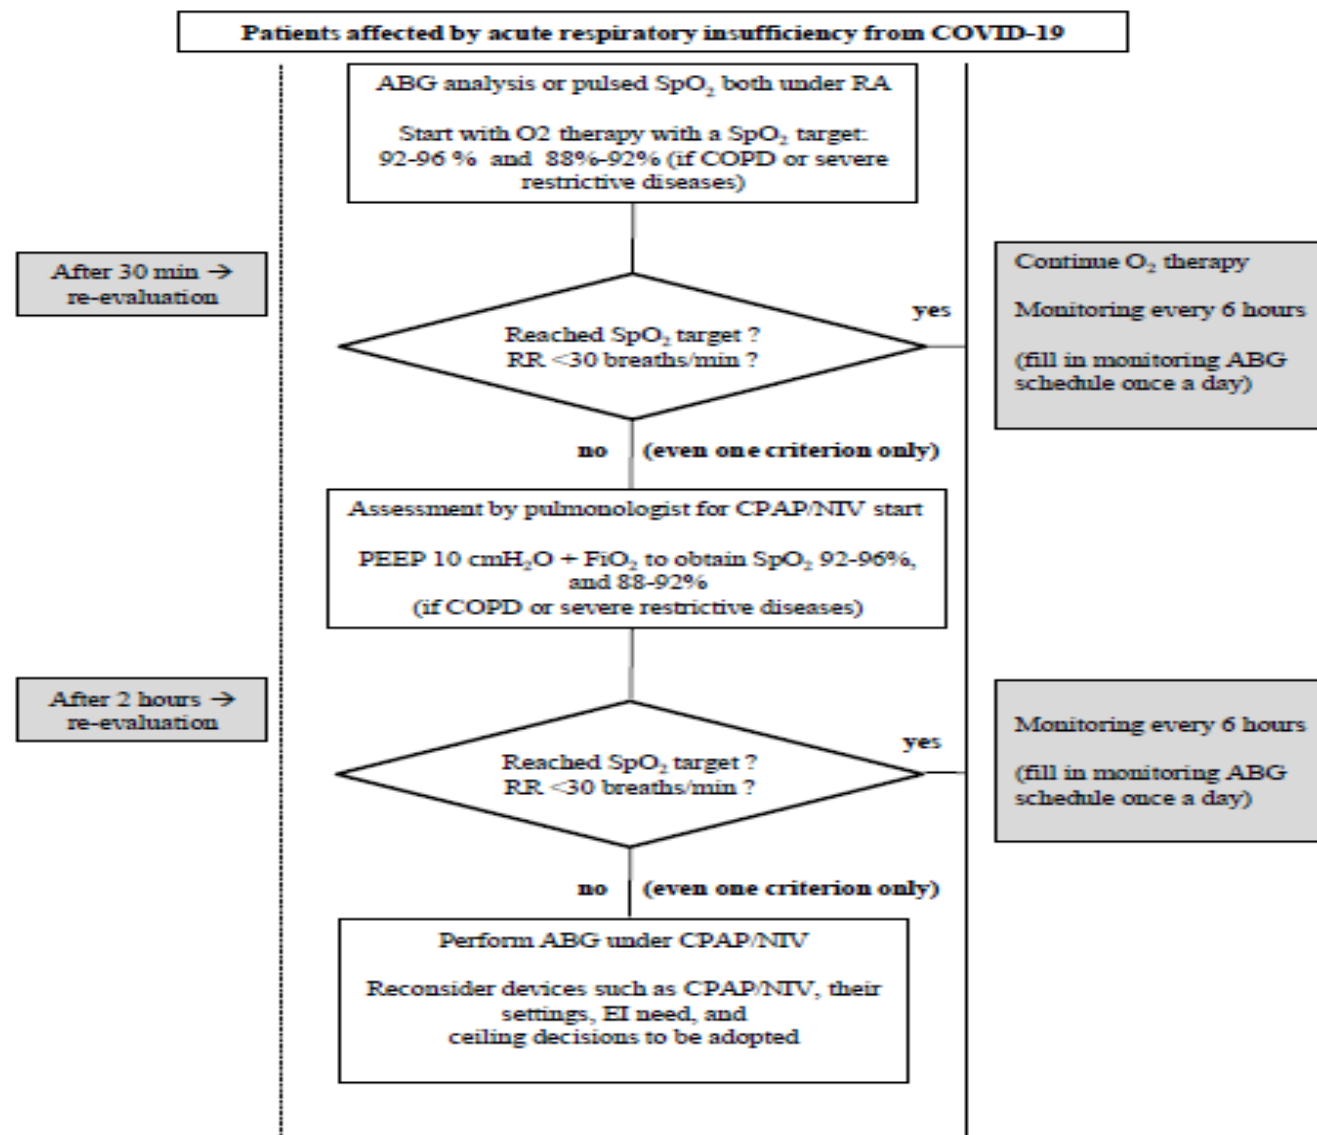 Patients affected by acute respiratory insufficiency from COVID-19
ABG analysis or pulsed SpO₂ both under RA
Start with O2 therapy with a SpO₂ target:
92-96 % and 88%-92% (if COPD or severe
restrictive diseases)
After 30 min →
re-evaluation
Reached SpO₂ target ?
RR <30 breaths/min ?
yes
Continue O₂ therapy
Monitoring every 6 hours
(fill in monitoring ABG
schedule once a day)
no (even one criterion only)
Assessment by pulmonologist for CPAP/NIV start
PEEP 10 cmH₂O + FiO₂ to obtain SpO₂ 92-96%,
and 88-92%
(if COPD or severe restrictive diseases)
After 2 hours →
re-evaluation
Reached SpO₂ target ?
RR <30 breaths/min ?
yes
Monitoring every 6 hours
(fill in monitoring ABG
schedule once a day)
no (even one criterion only)
Perform ABG under CPAP/NIV
Reconsider devices such as CPAP/NIV, their
settings, EI need, and
ceiling decisions to be adopted